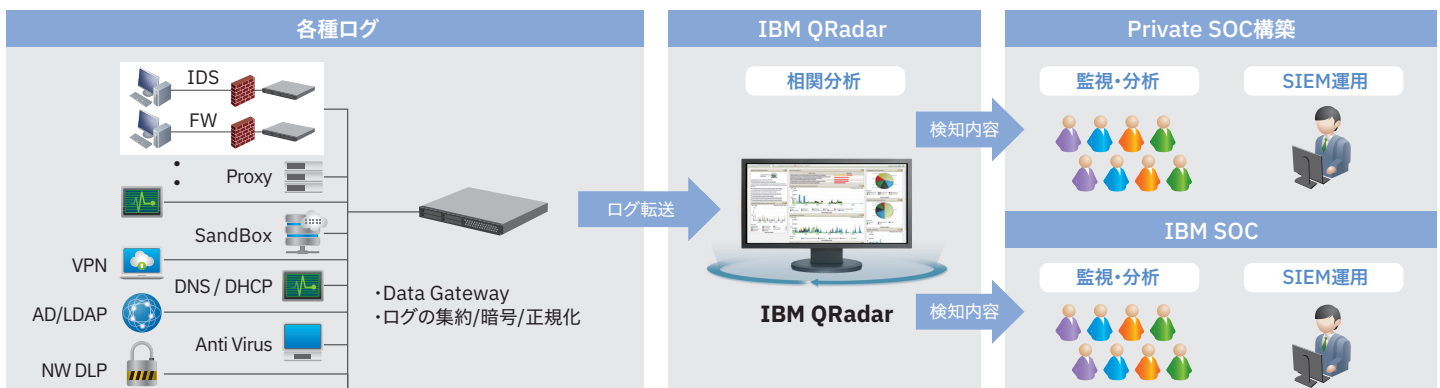 各種ログ
IDS
FW
Proxy
SandBox
VPN
DNS / DHCP
AD/LDAP
Anti Virus
NW DLP
・Data Gateway
・ログの集約/暗号/正規化
ログ転送
IBM QRadar
相関分析
IBM QRadar
検知内容
検知内容
Private SOC構築
監視・分析
SIEM運用
IBM SOC
監視・分析
SIEM運用